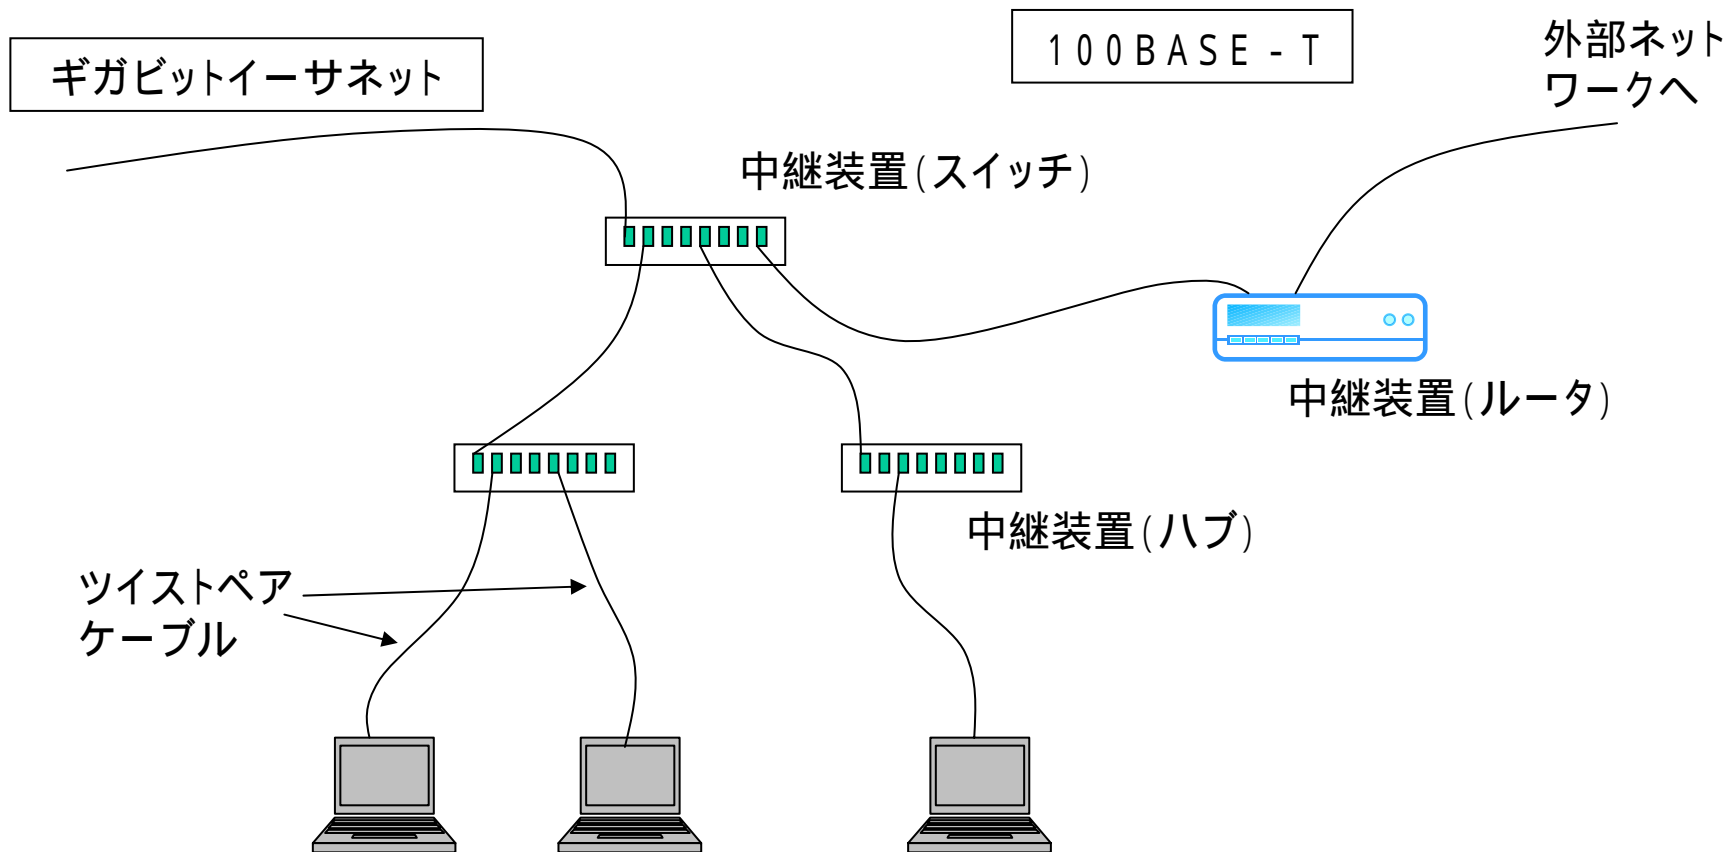 ギガビットイーサネット
100BASE-T
外部ネット
ワークへ
中継装置(スイッチ)
中継装置(ルータ)
中継装置(ハブ)
ツイストペア
ケーブル